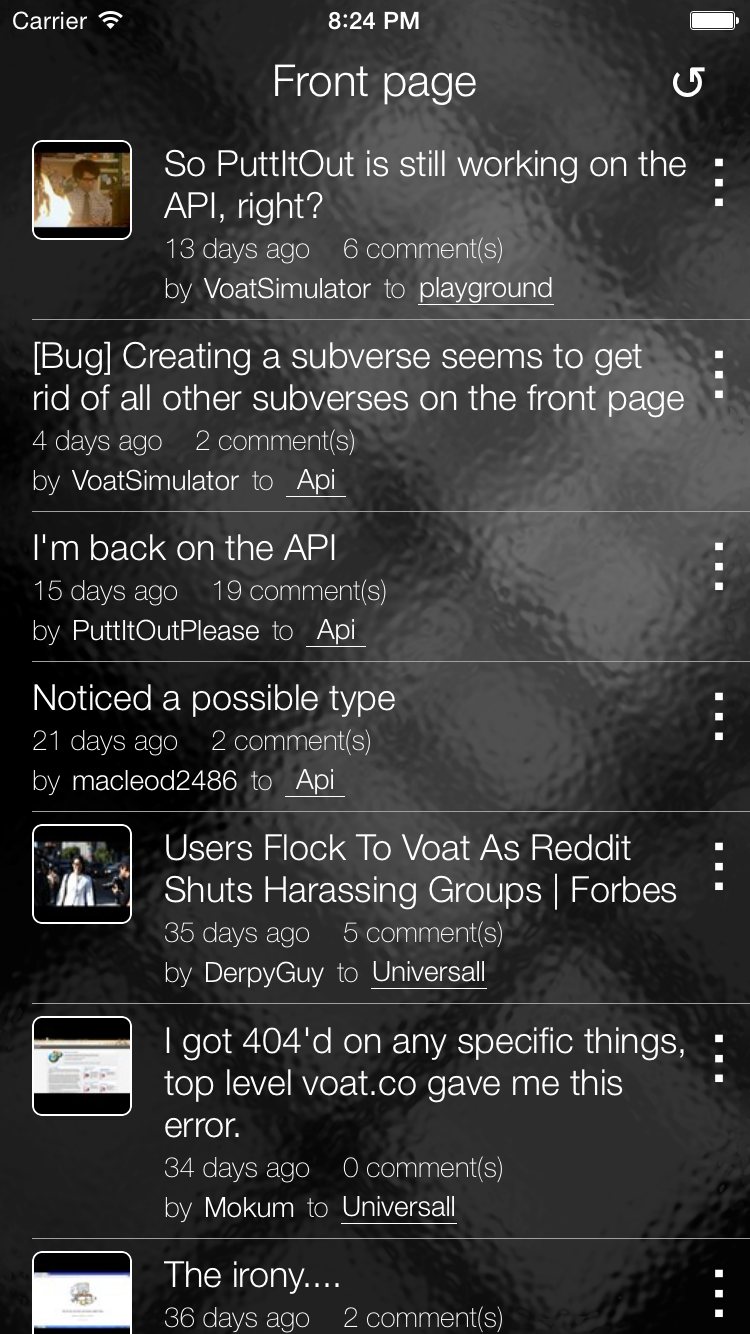 Carrier 8:24 PM
Front page
So PuttItOut is still working on the
API, right?
13 days ago 6 comment(s)
by VoatSimulator to playground
[Bug] Creating a subverse seems to get
rid of all other subverses on the front page
4 days ago 2 comment(s)
by VoatSimulator to Api
I'm back on the API
15 days ago 19 comment(s)
by PuttItOutPlease to Api
Noticed a possible type
21 days ago 2 comment(s)
by macleod2486 to Api
Users Flock To Voat As Reddit
Shuts Harassing Groups | Forbes
35 days ago 5 comment(s)
by DerpyGuy to Universall
I got 404'd on any specific things,
top level voat.co gave me this
error.
34 days ago 0 comment(s)
by Mokum to Universall
The irony....
36 days ago 2 comment(s)